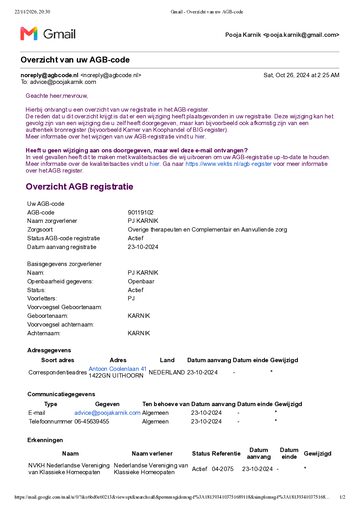 22/11/2026, 20:30 Gmail - Overzicht van uw AGB-code
Gmail Pooja Karnik <pooja.karnik@gmail.com>
Overzicht van uw AGB-code
noreply@agbcode.nl <noreply@agbcode.nl> Sat, Oct 26, 2024 at 2:25 AM
To: advice@poojakarnik.com
Geachte heer,mevrouw,
Hierbij ontvangt u een overzicht van uw registratie in het AGB-register.
De reden dat u dit overzicht krijgt is dat er een wijziging heeft plaatsgevonden in uw registratie. Deze wijziging kan het
gevolg zijn van een wijziging die u zelf heeft doorgegeven, maar kan bijvoorbeeld ook afkomstig zijn van een
authentiek bronregister (bijvoorbeeld Kamer van Koophandel of BIG-register).
Meer informatie over het wijzigen van uw AGB-registratie vindt u hier.
Heeft u geen wijziging aan ons doorgegeven, maar wel deze e-mail ontvangen?
In veel gevallen heeft dit te maken met kwaliteitsacties die wij uitvoeren om uw AGB-registratie up-to-date te houden.
Meer informatie over de kwaliteitsacties vindt u hier. Ga naar https://www.vektis.nl/agb-register voor meer informatie
over het AGB register.
Overzicht AGB registratie
Uw AGB-code
AGB-code 90119102
Naam zorgverlener PJ KARNIK
Zorgsoort Overige therapeuten en Complementair en Aanvullende zorg
Status AGB-code registratie Actief
Datum aanvang registratie 23-10-2024
Basisgegevens zorgverlener
Naam: PJ KARNIK
Openbaarheid gegevens: Openbaar
Status: Actief
Voorletters: PJ
Voorvoegsel Geboortenaam:
Geboortenaam: KARNIK
Voorvoegsel achternaam:
Achternaam: KARNIK
Adresgegevens
Soort adres Adres Land Datum aanvang Datum einde Gewijzigd
Correspondentieadres Antoon Coolenlaan 41 NEDERLAND 23-10-2024 - *
1422GN UITHOORN
Communicatiegegevens
Type Gegeven Ten behoeve van Datum aanvang Datum einde Gewijzigd
E-mail advice@poojakarnik.com Algemeen 23-10-2024 - *
Telefoonnummer 06-45639455 Algemeen 23-10-2024 - *
Erkenningen
Naam Naam verlener Status Referentie Datum aanvang Datum einde Gewijzigd
NVKH Nederlandse Vereniging Nederlandse Vereniging van Actief 04-2075 23-10-2024 - *
van Klassieke Homeopaten Klassieke Homeopaten
1/2